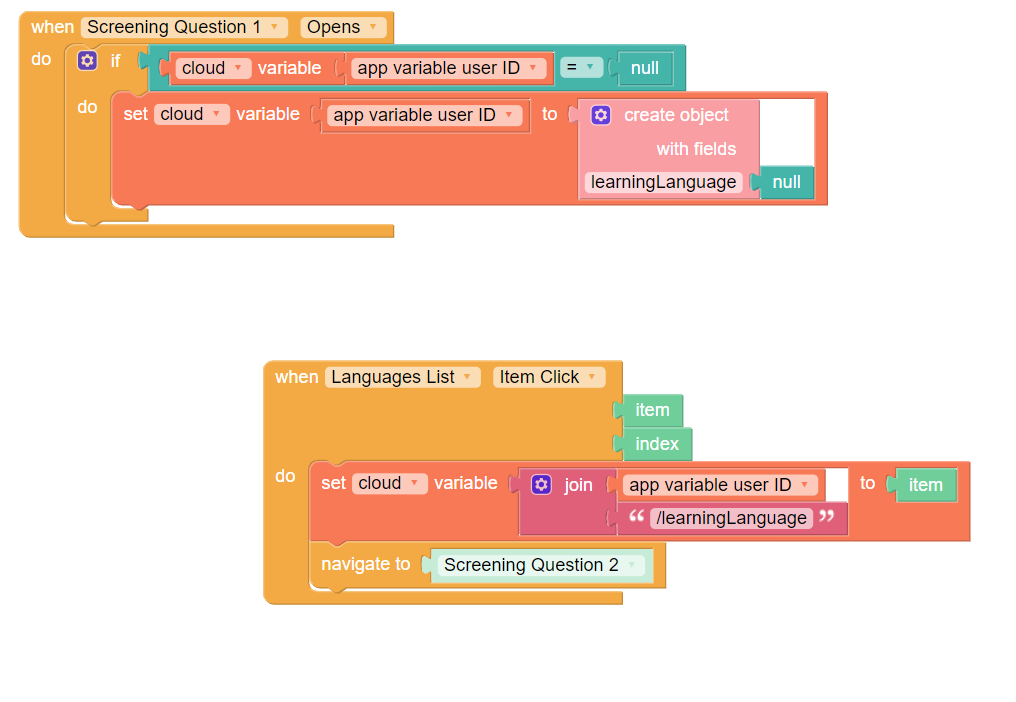 when Screening Question 1 Opens
do if cloud variable app variable user ID = null
do set cloud variable app variable user ID to create object
with fields
learningLanguage null
when Languages List Item Click
item
index
do set cloud variable join app variable user ID to item
“ /learningLanguage ”
navigate to Screening Question 2